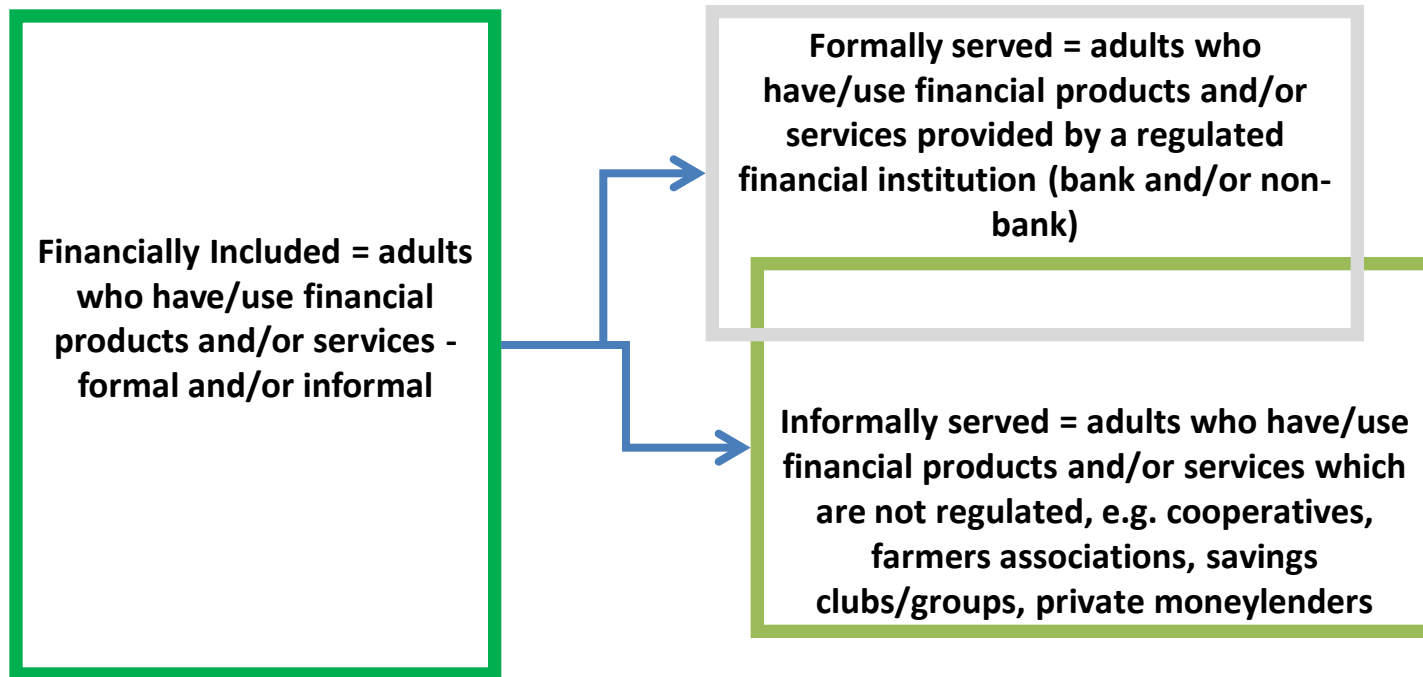 Financially Included = adults
who have/use financial
products and/or services -
formal and/or informal
Formally served = adults who
have/use financial products and/or
services provided by a regulated
financial institution (bank and/or non-
bank)
Informally served = adults who have/use
financial products and/or services which
are not regulated, e.g. cooperatives,
farmers associations, savings
clubs/groups, private moneylenders